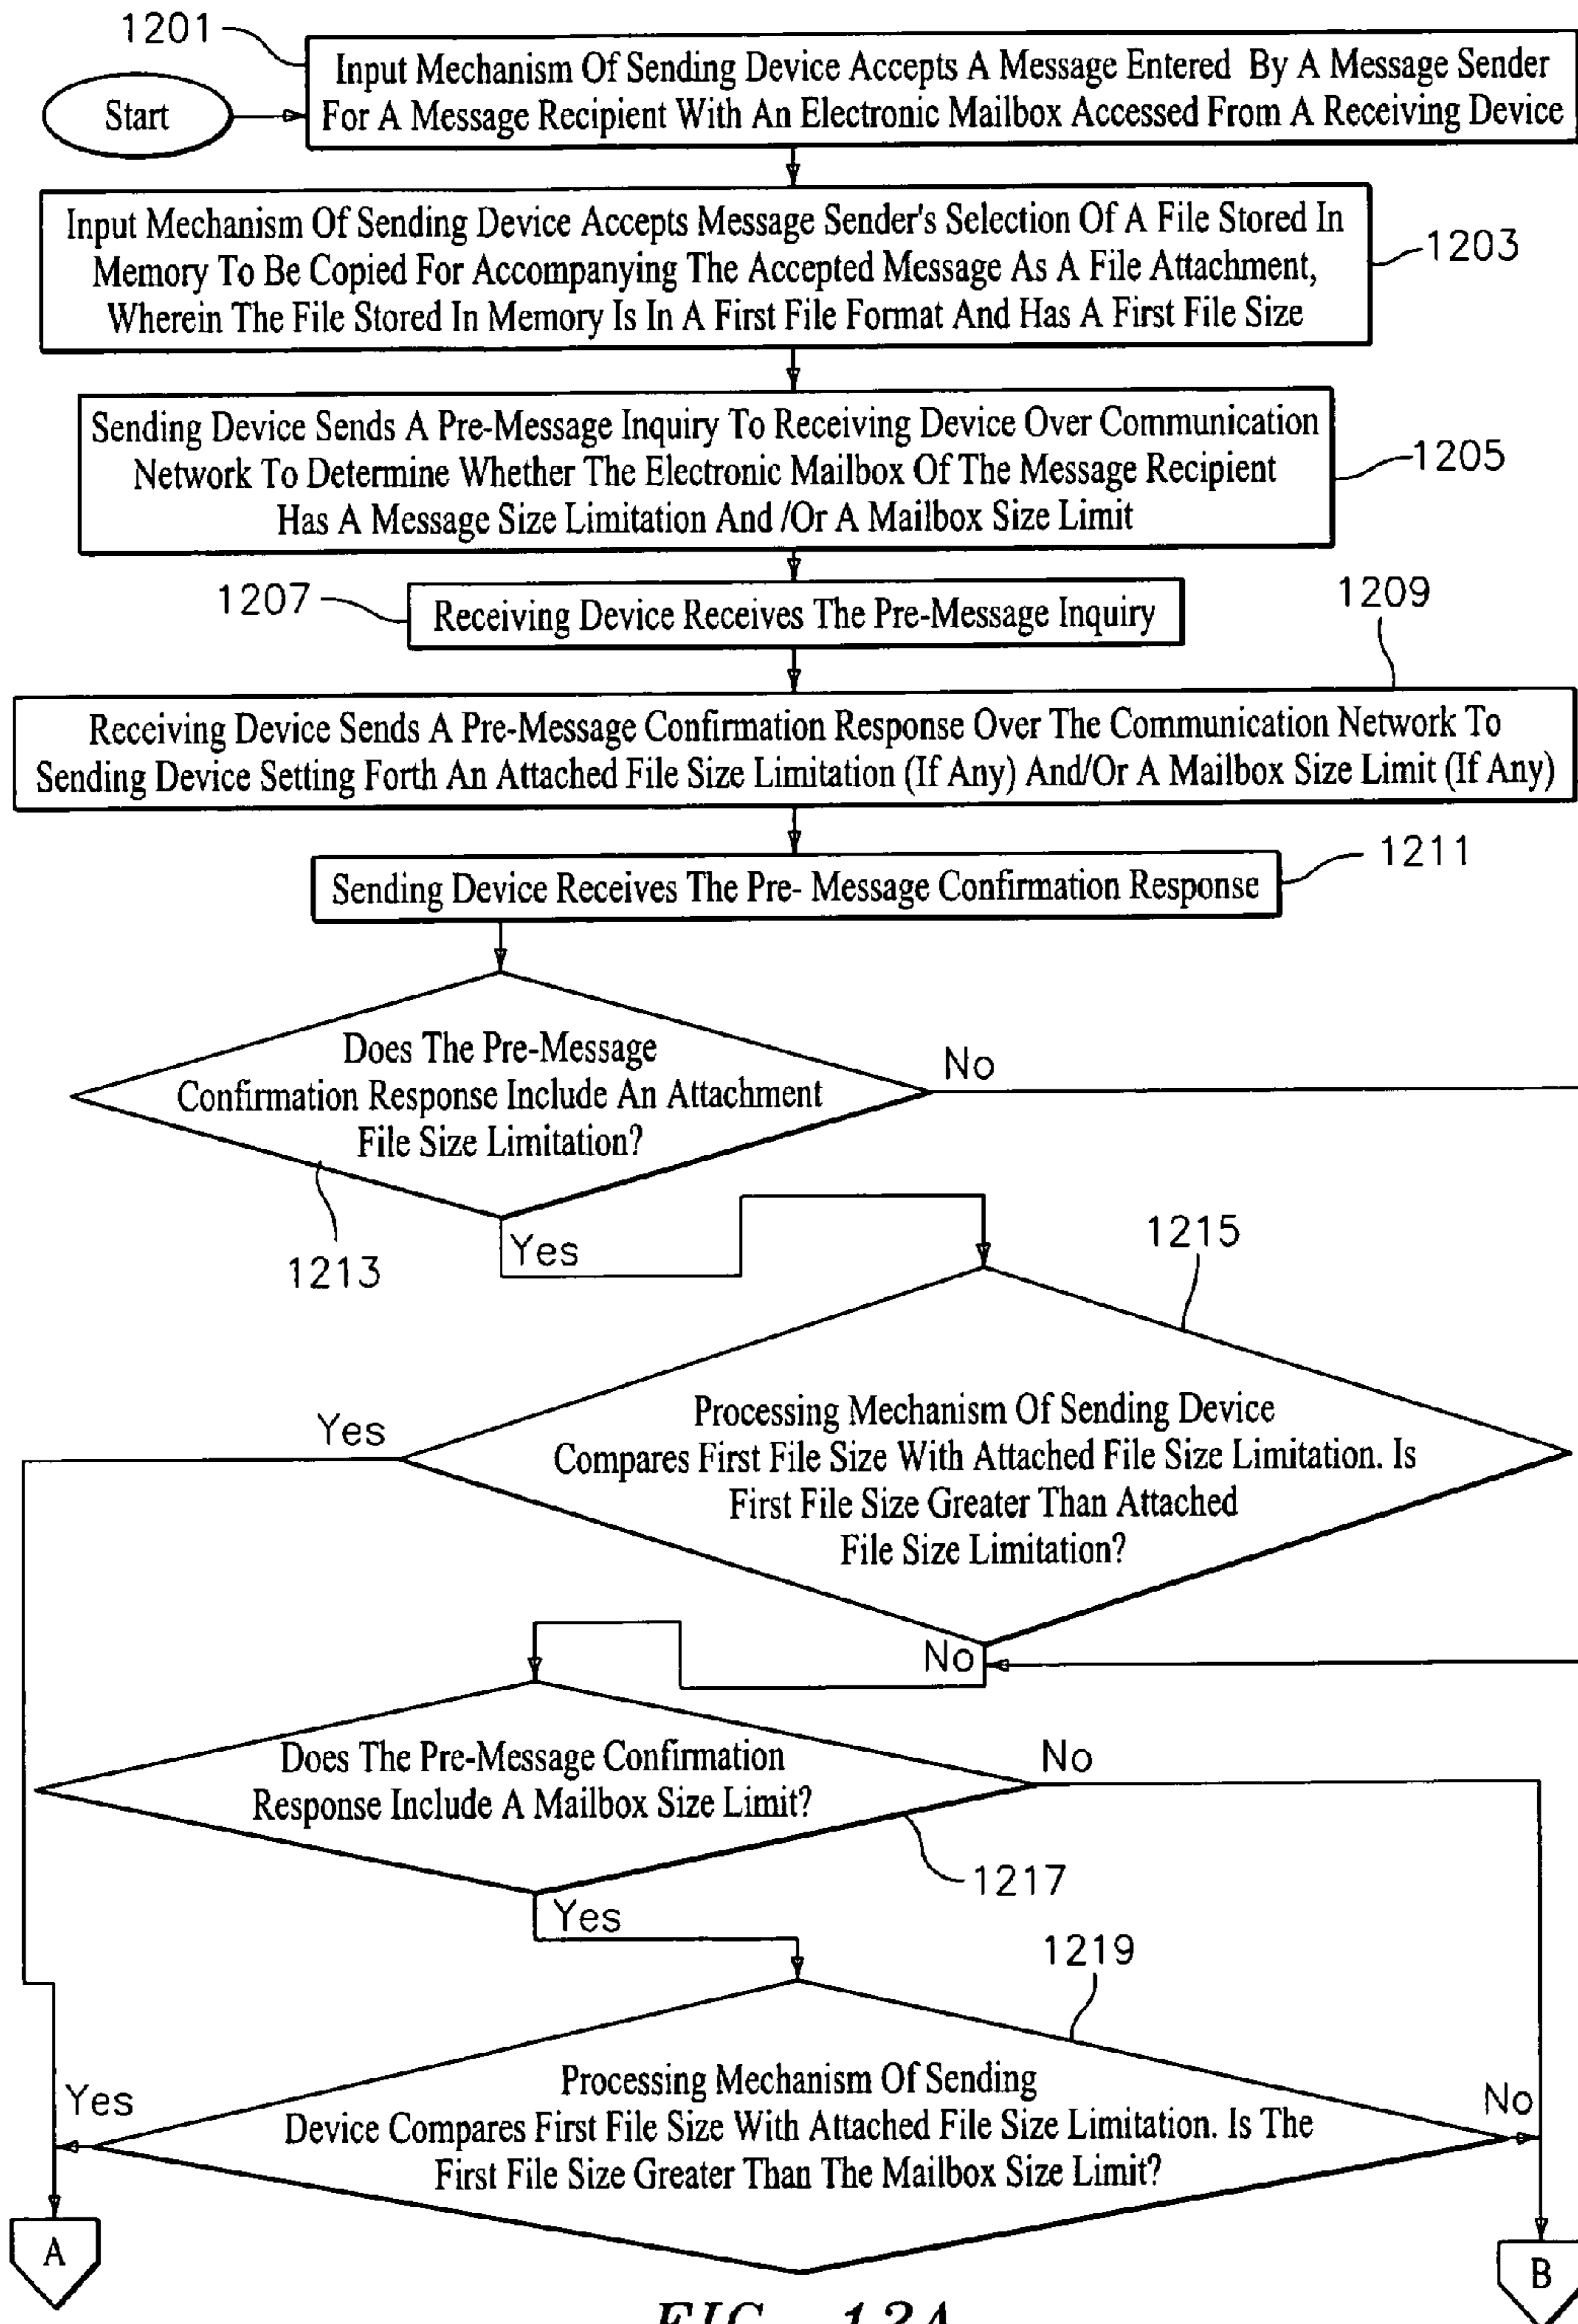 1201
Start
Input Mechanism Of Sending Device Accepts A Message Entered By A Message Sender
For A Message Recipient With An Electronic Mailbox Accessed From A Receiving Device
Input Mechanism Of Sending Device Accepts Message Sender's Selection Of A File Stored In
Memory To Be Copied For Accompanying The Accepted Message As A File Attachment,
Wherein The File Stored In Memory Is In A First File Format And Has A First File Size
1203
Sending Device Sends A Pre-Message Inquiry To Receiving Device Over Communication
Network To Determine Whether The Electronic Mailbox Of The Message Recipient
Has A Message Size Limitation And /Or A Mailbox Size Limit
1205
1207
Receiving Device Receives The Pre-Message Inquiry
1209
Receiving Device Sends A Pre-Message Confirmation Response Over The Communication Network To
Sending Device Setting Forth An Attached File Size Limitation (If Any) And/Or A Mailbox Size Limit (If Any)
1211
Sending Device Receives The Pre- Message Confirmation Response
Does The Pre-Message
Confirmation Response Include An Attachment
File Size Limitation?
No
1213
Yes
1215
Processing Mechanism Of Sending Device
Compares First File Size With Attached File Size Limitation. Is
First File Size Greater Than Attached
File Size Limitation?
Yes
No
Does The Pre-Message Confirmation
Response Include A Mailbox Size Limit?
No
1217
Yes
1219
Processing Mechanism Of Sending
Device Compares First File Size With Attached File Size Limitation. Is The
First File Size Greater Than The Mailbox Size Limit?
Yes
No
A
B
FIG. 12A